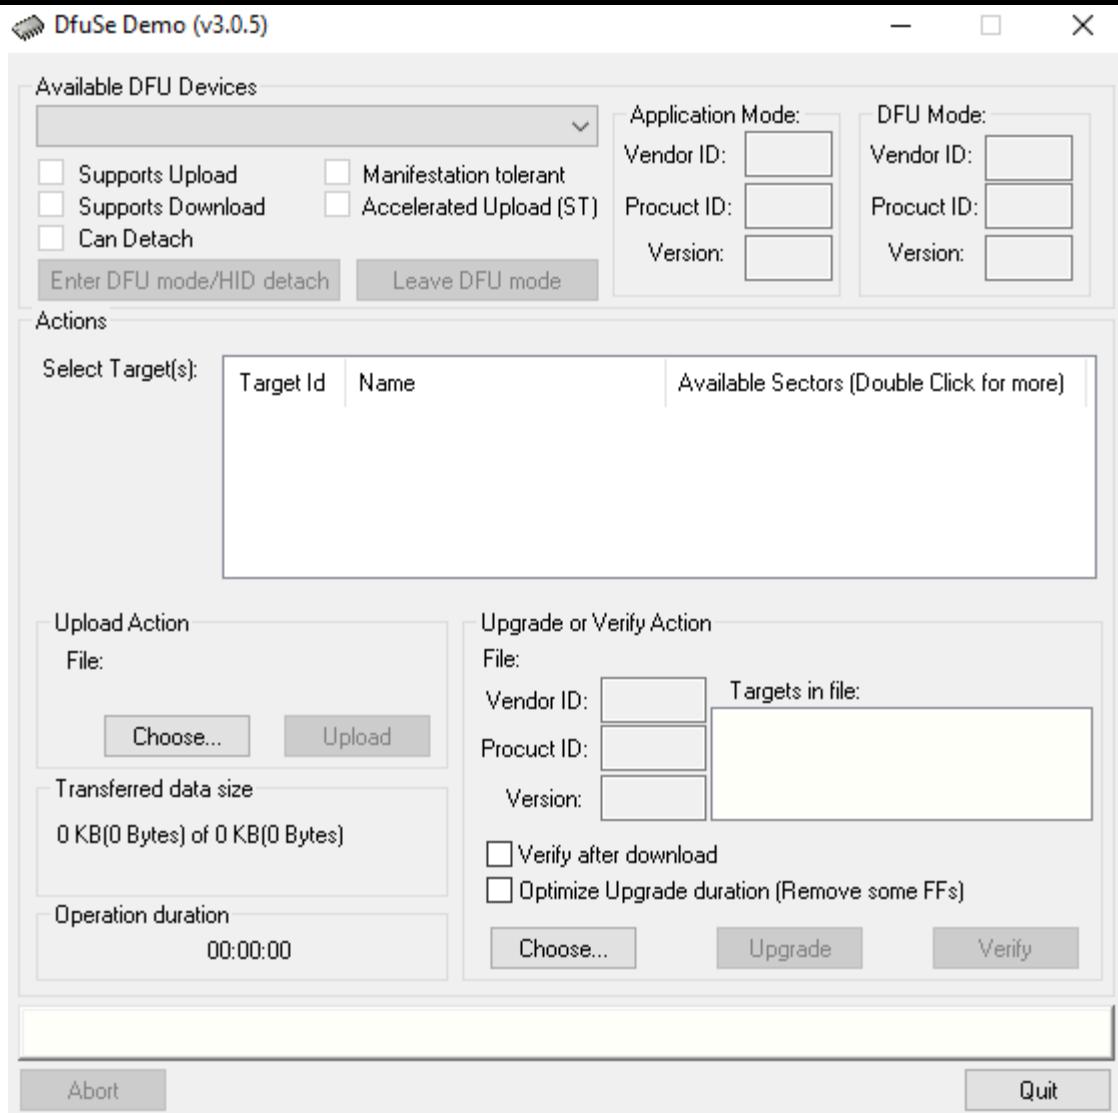 DfuSe Demo (v3.0.5)
Available DFU Devices
Application Mode:
DFU Mode:
Vendor ID:
Vendor ID:
Supports Upload
Manifestation tolerant
Supports Download
Accelerated Upload (ST)
Procuct ID:
Procuct ID:
Can Detach
Version:
Version:
Enter DFU mode/HID detach
Leave DFU mode
Actions
Select Target(s):
Target Id
Name
Available Sectors (Double Click for more)
Upload Action
File:
Choose...
Upload
Transferred data size
0 KB(0 Bytes) of 0 KB(0 Bytes)
Operation duration
00:00:00
Upgrade or Verify Action
File:
Vendor ID:
Targets in file:
Procuct ID:
Version:
Verify after download
Optimize Upgrade duration (Remove some FFs)
Choose...
Upgrade
Verify
Abort
Quit